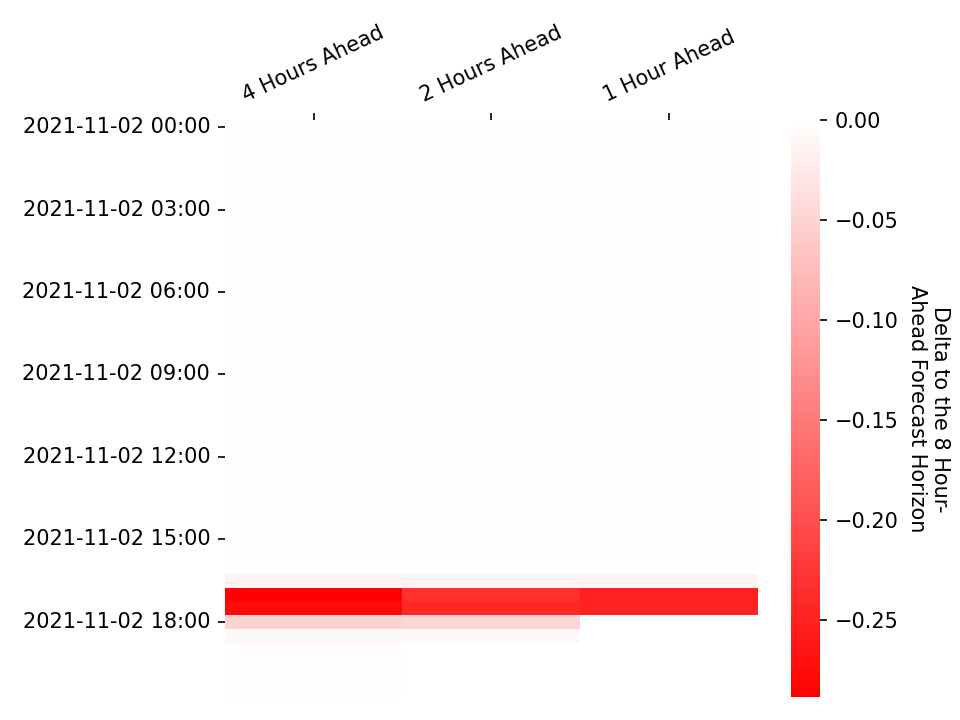 4 Hours Ahead
2 Hours Ahead
1 Hour Ahead
2021-11-02 00:00
2021-11-02 03:00
2021-11-02 06:00
2021-11-02 09:00
2021-11-02 12:00
2021-11-02 15:00
2021-11-02 18:00
0.00
−0.05
−0.10
−0.15
−0.20
−0.25
Delta to the 8 Hour-
Ahead Forecast Horizon